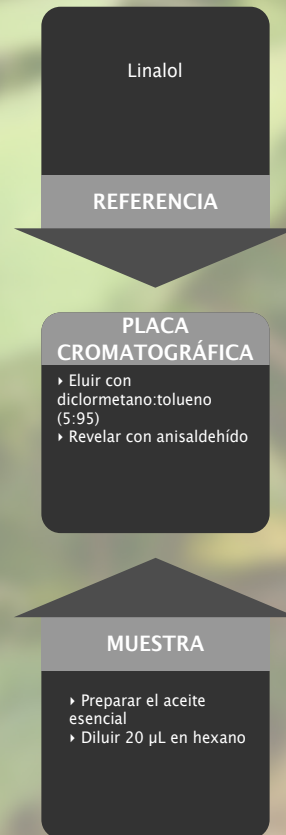 Linalol
REFERENCIA
PLACA
CROMATOGRÁFICA
‣ Eluir con
diclormetano:tolueno
(5:95)
‣ Revelar con anisaldehído
MUESTRA
‣ Preparar el aceite
esencial
‣ Diluir 20 µL en hexano